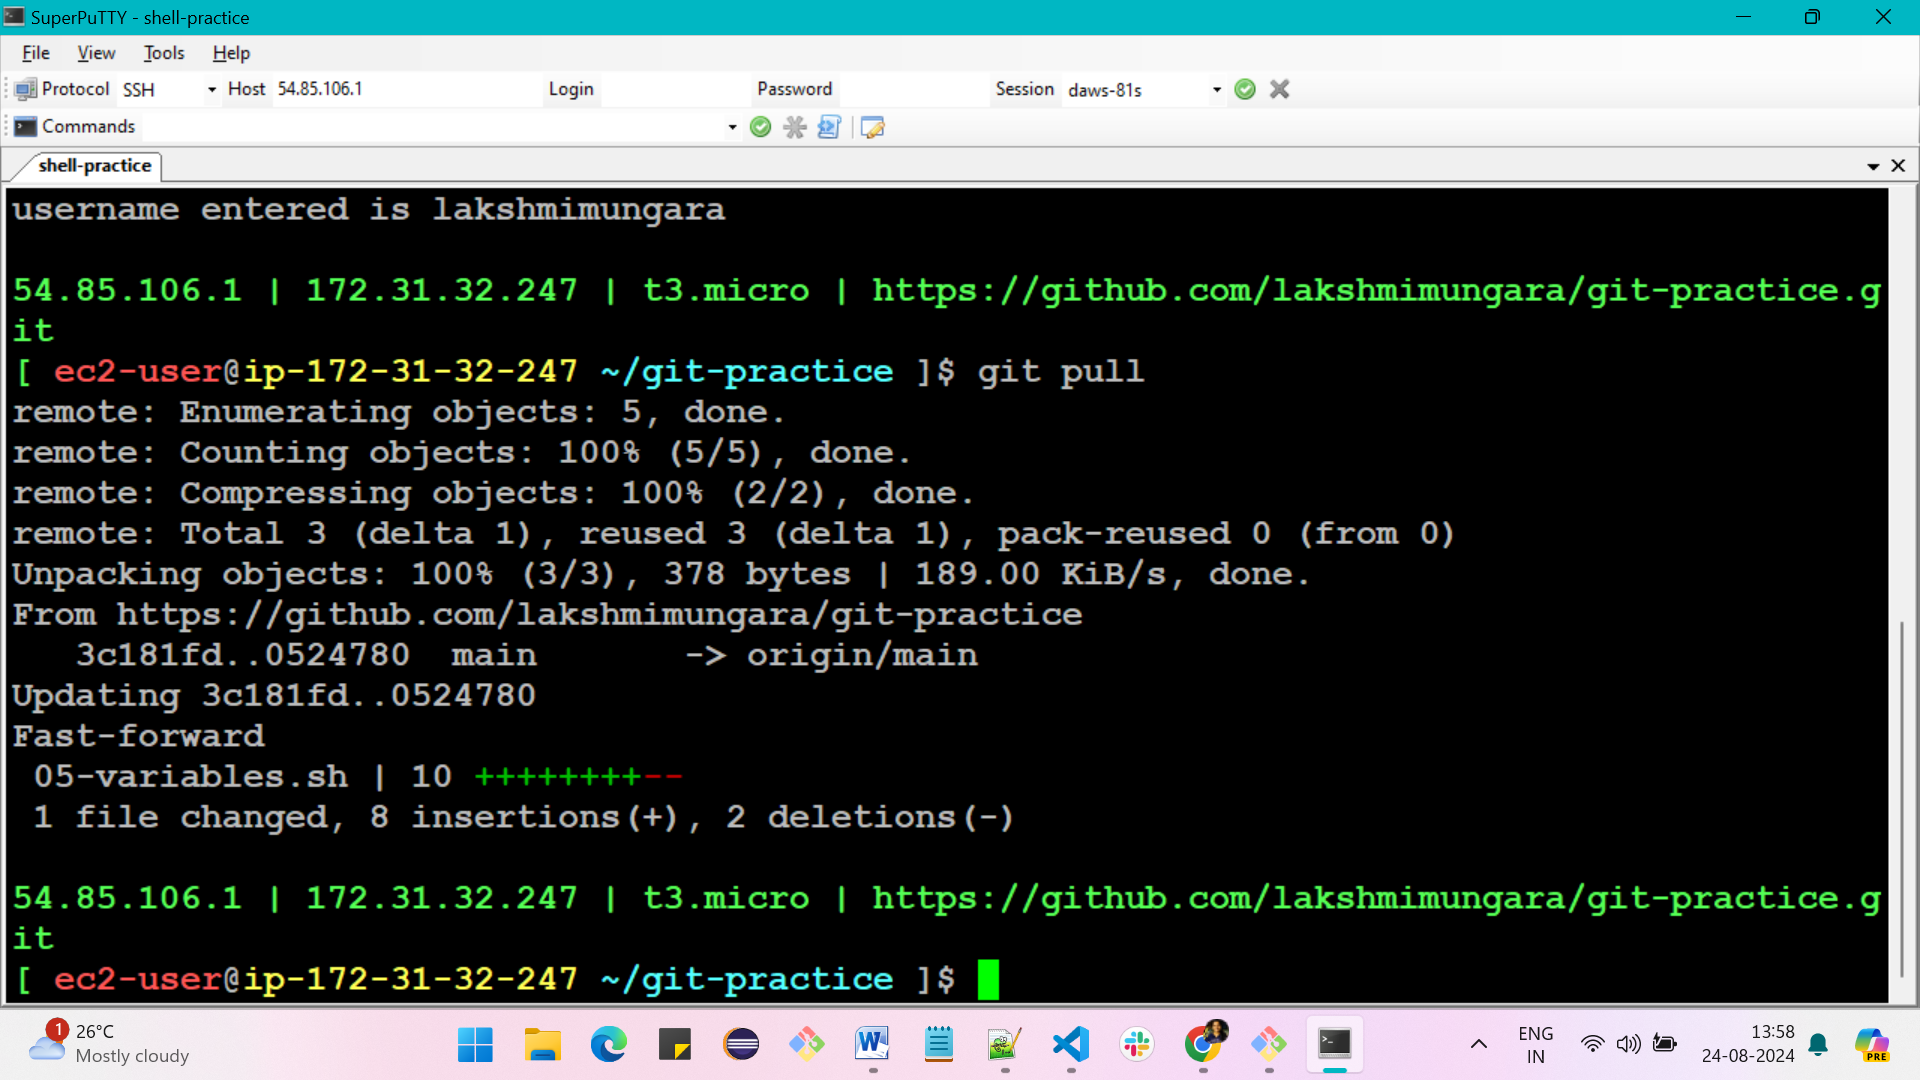 SuperPuTTY - shell-practice
File View Tools Help
Protocol SSH Host 54.85.106.1 Login Password Session daws-81s
Commands
shell-practice
username entered is lakshmimungara
54.85.106.1 | 172.31.32.247 | t3.micro | https://github.com/lakshmimungara/git-practice.g
it
[ ec2-user@ip-172-31-32-247 ~/git-practice ]$ git pull
remote: Enumerating objects: 5, done.
remote: Counting objects: 100% (5/5), done.
remote: Compressing objects: 100% (2/2), done.
remote: Total 3 (delta 1), reused 3 (delta 1), pack-reused 0 (from 0)
Unpacking objects: 100% (3/3), 378 bytes | 189.00 KiB/s, done.
From https://github.com/lakshmimungara/git-practice
   3c181fd..0524780  main       -> origin/main
Updating 3c181fd..0524780
Fast-forward
 05-variables.sh | 10 ++++++++--
 1 file changed, 8 insertions(+), 2 deletions(-)
54.85.106.1 | 172.31.32.247 | t3.micro | https://github.com/lakshmimungara/git-practice.g
it
[ ec2-user@ip-172-31-32-247 ~/git-practice ]$
1 26°C
Mostly cloudy
ENG
IN
13:58
24-08-2024
PRE